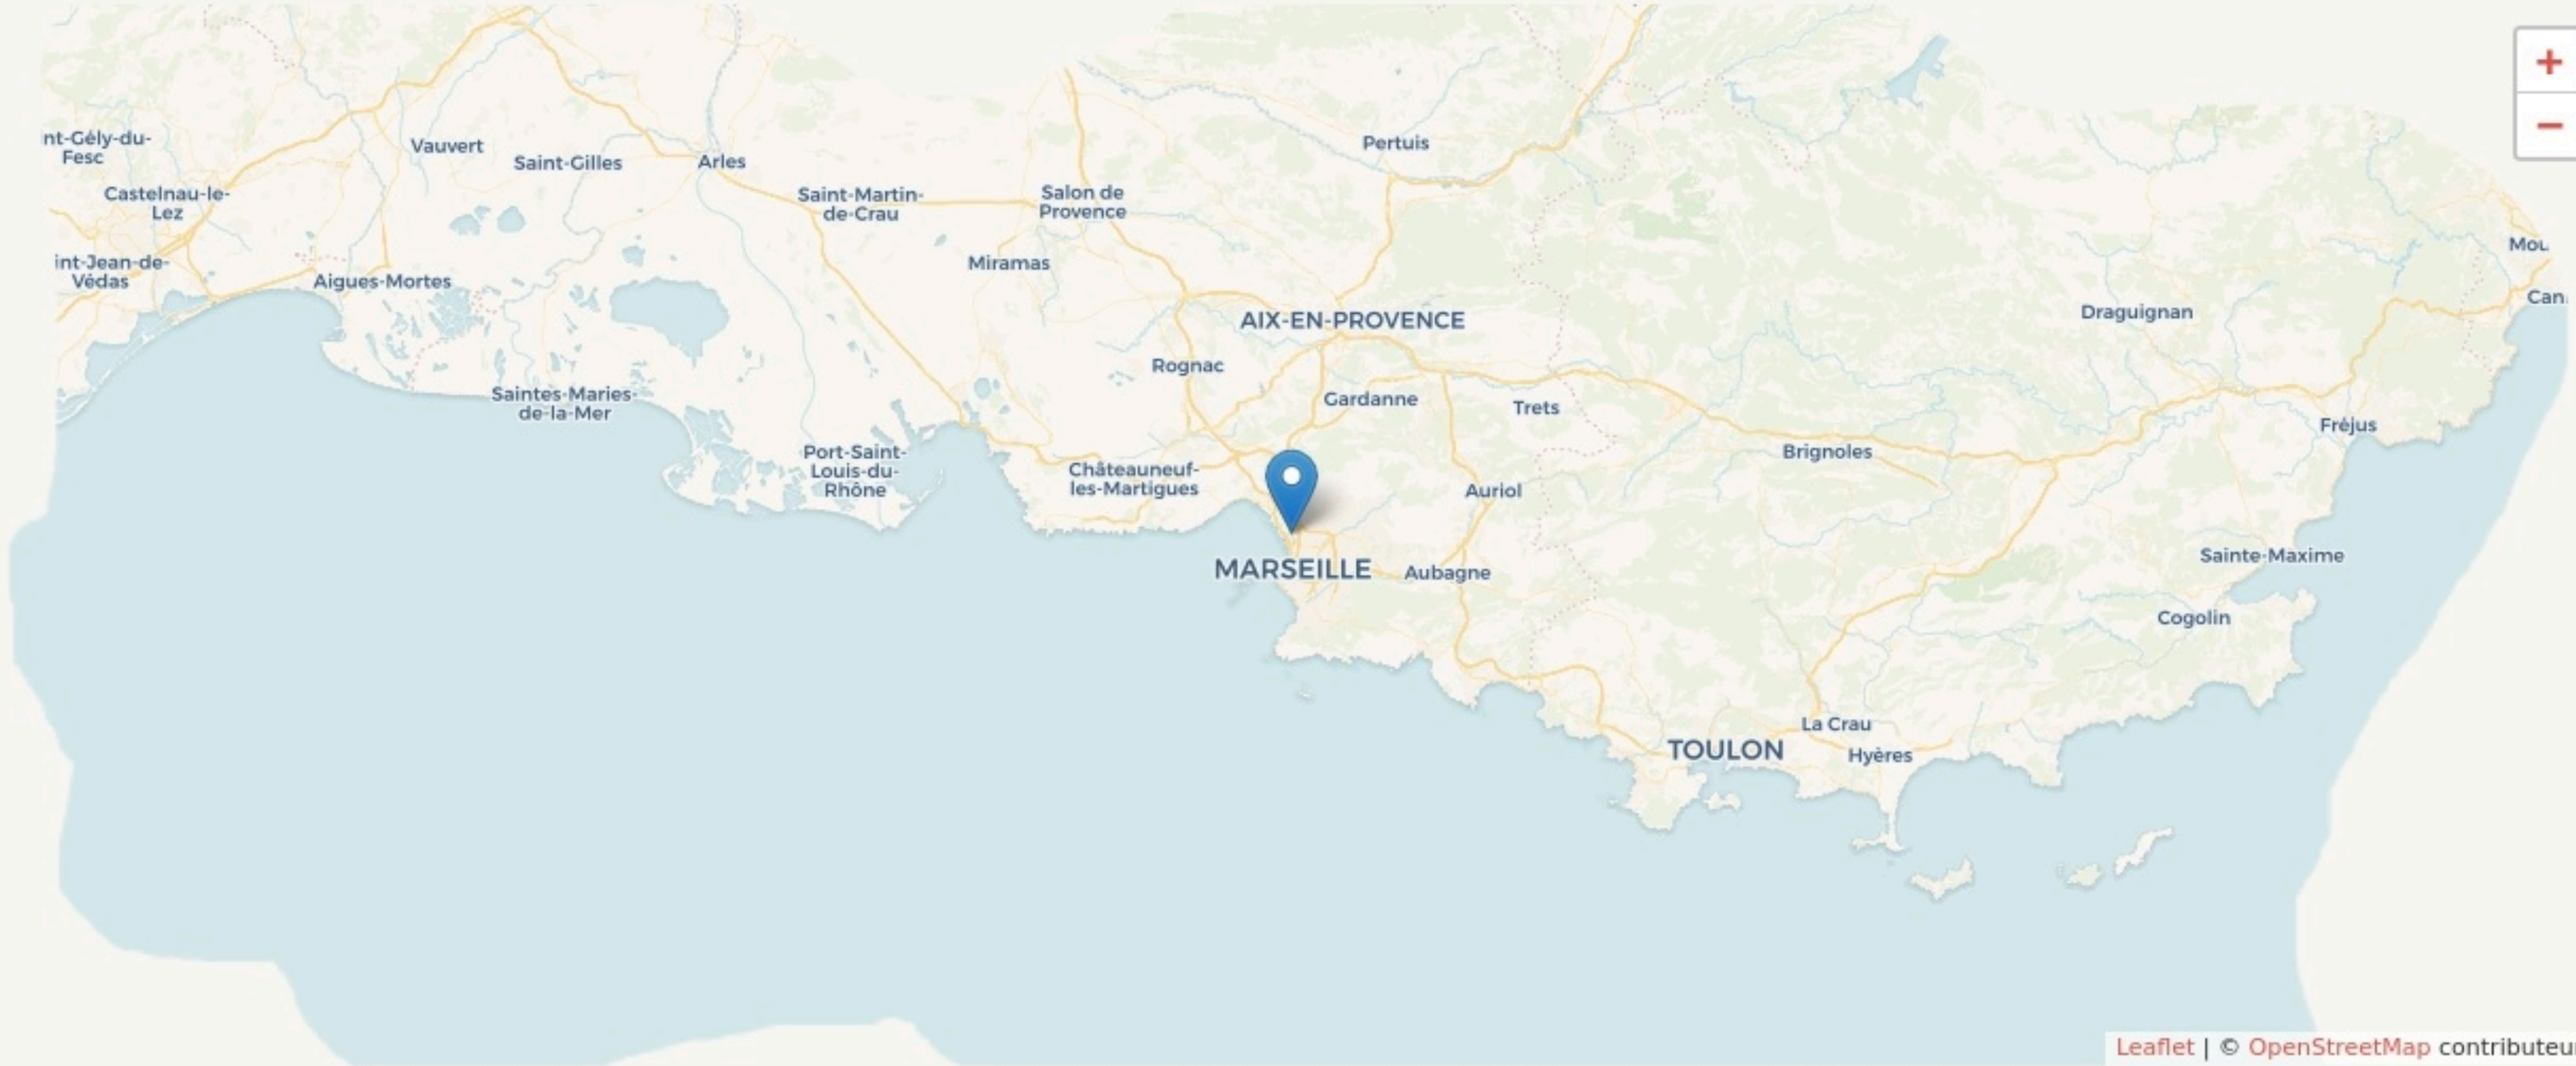 +
−
nt-Gély-du-
Fesc
Vauvert
Saint-Gilles
Arles
Pertuis
Castelnau-le-
Lez
Saint-Martin-
de-Crau
Salon de
Provence
int-Jean-de-
Védas
Aigues-Mortes
Miramas
Mou
Can
AIX-EN-PROVENCE
Draguignan
Rognac
Saintes-Maries-
de-la-Mer
Gardanne
Trets
Fréjus
Port-Saint-
Louis-du-
Rhône
Châteauneuf-
les-Martigues
Brignoles
Auriol
MARSEILLE
Aubagne
Sainte-Maxime
Cogolin
La Crau
TOULON
Hyères
Leaflet | © OpenStreetMap contributeu